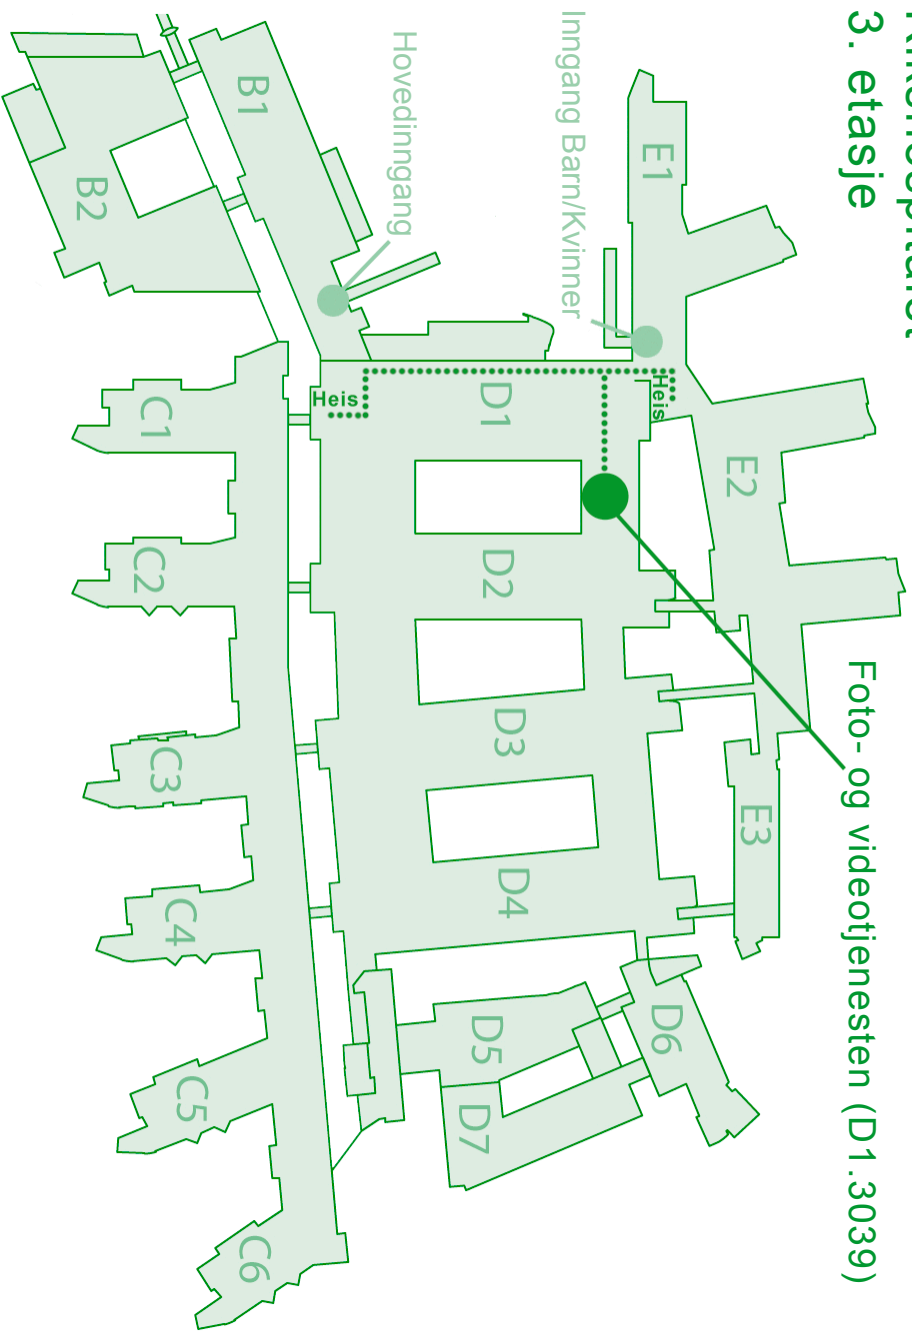 Rikshospitalet
3. etasje
Foto- og videotjenesten (D1.3039)
E1
E2
E3
Inngang Barn/Kvinner
Heis
D6
D1
D2
D3
D4
D5
D7
Hovedinngang
Heis
B1
B2
C1
C2
C3
C4
C5
C6